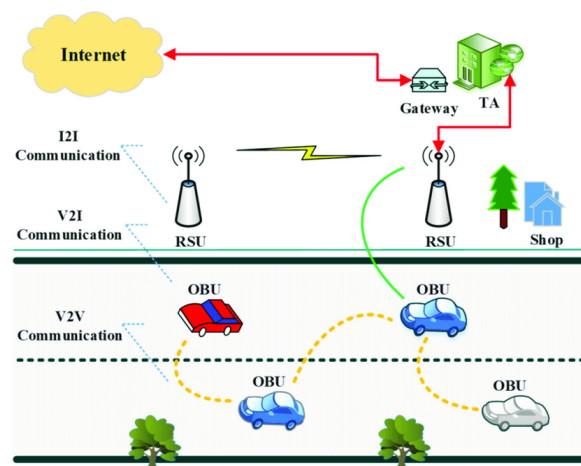 Internet
Gateway
TA
I2I
Communication
RSU
RSU
Shop
V2I
Communication
OBU
OBU
V2V
Communication
OBU
OBU